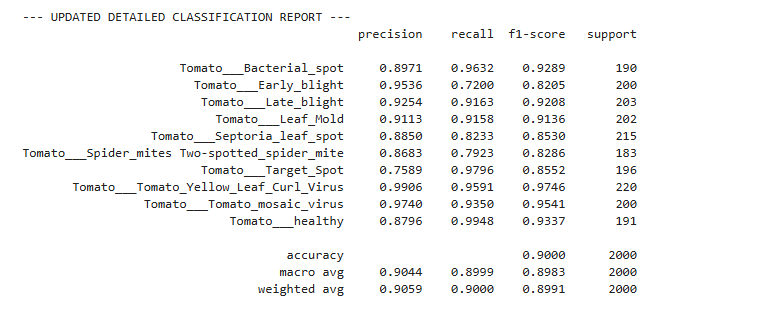 --- UPDATED DETAILED CLASSIFICATION REPORT ---
precision recall f1-score support
Tomato___Bacterial_spot 0.8971 0.9632 0.9289 190
Tomato___Early_blight 0.9536 0.7200 0.8205 200
Tomato___Late_blight 0.9254 0.9163 0.9208 203
Tomato___Leaf_Mold 0.9113 0.9158 0.9136 202
Tomato___Septoria_leaf_spot 0.8850 0.8233 0.8530 215
Tomato___Spider_mites Two-spotted_spider_mite 0.8683 0.7923 0.8286 183
Tomato___Target_Spot 0.7589 0.9796 0.8552 196
Tomato___Tomato_Yellow_Leaf_Curl_Virus 0.9906 0.9591 0.9746 220
Tomato___Tomato_mosaic_virus 0.9740 0.9350 0.9541 200
Tomato___healthy 0.8796 0.9948 0.9337 191
accuracy 0.9000 2000
macro avg 0.9044 0.8999 0.8983 2000
weighted avg 0.9059 0.9000 0.8991 2000